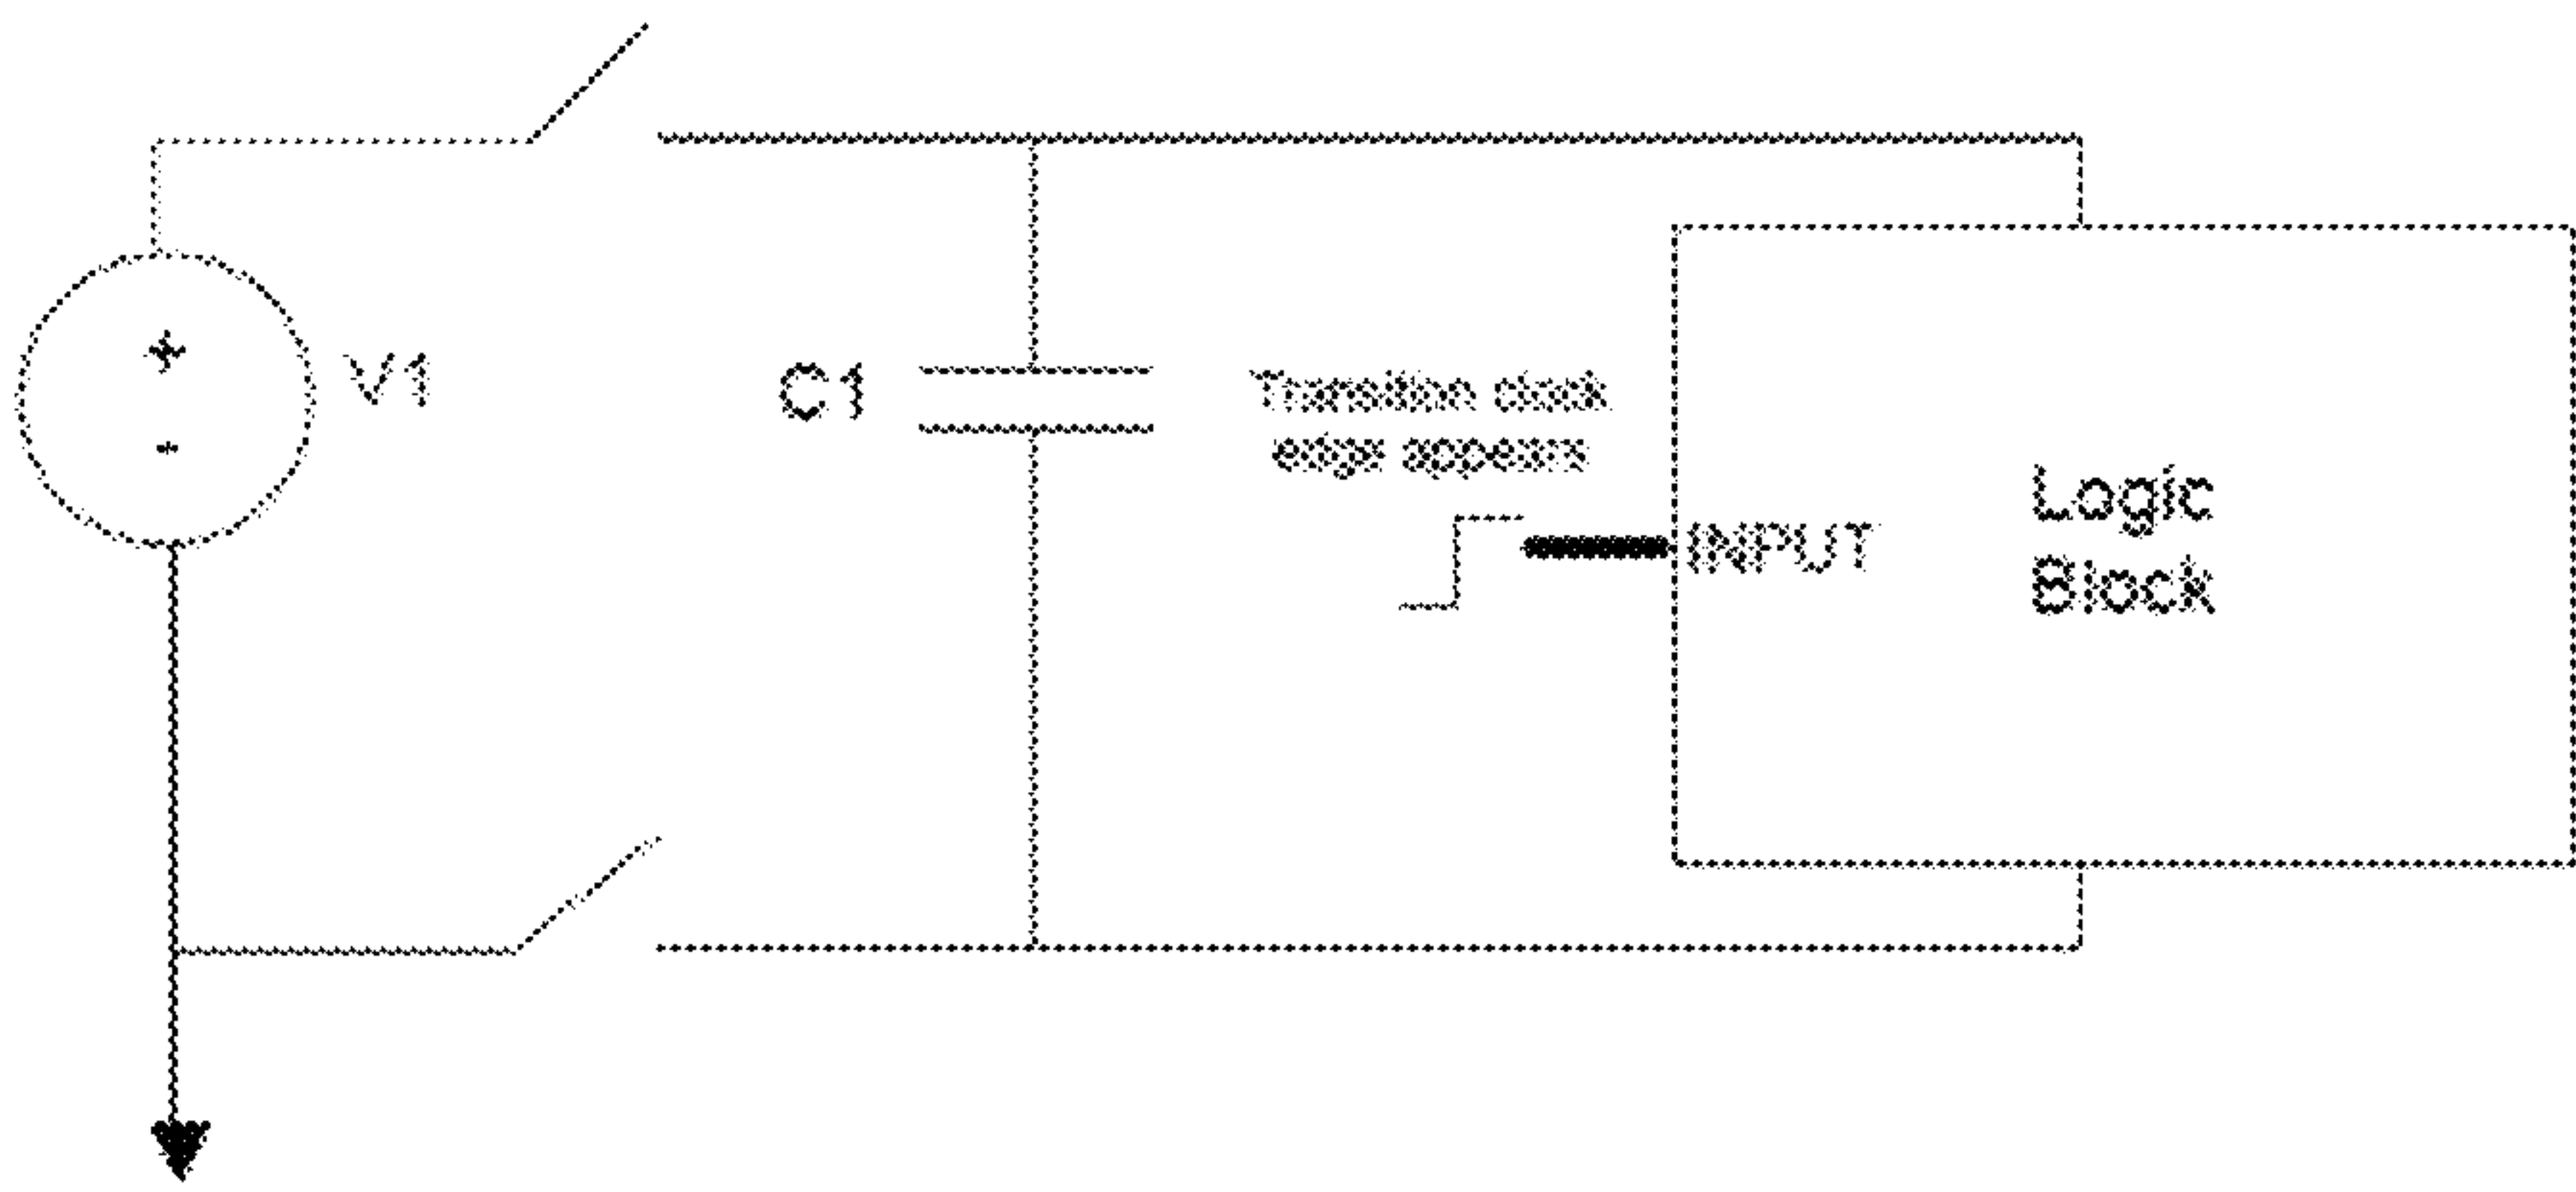 +
V1
-
C1
Transition clock
edge appears
INPUT
Logic
Block